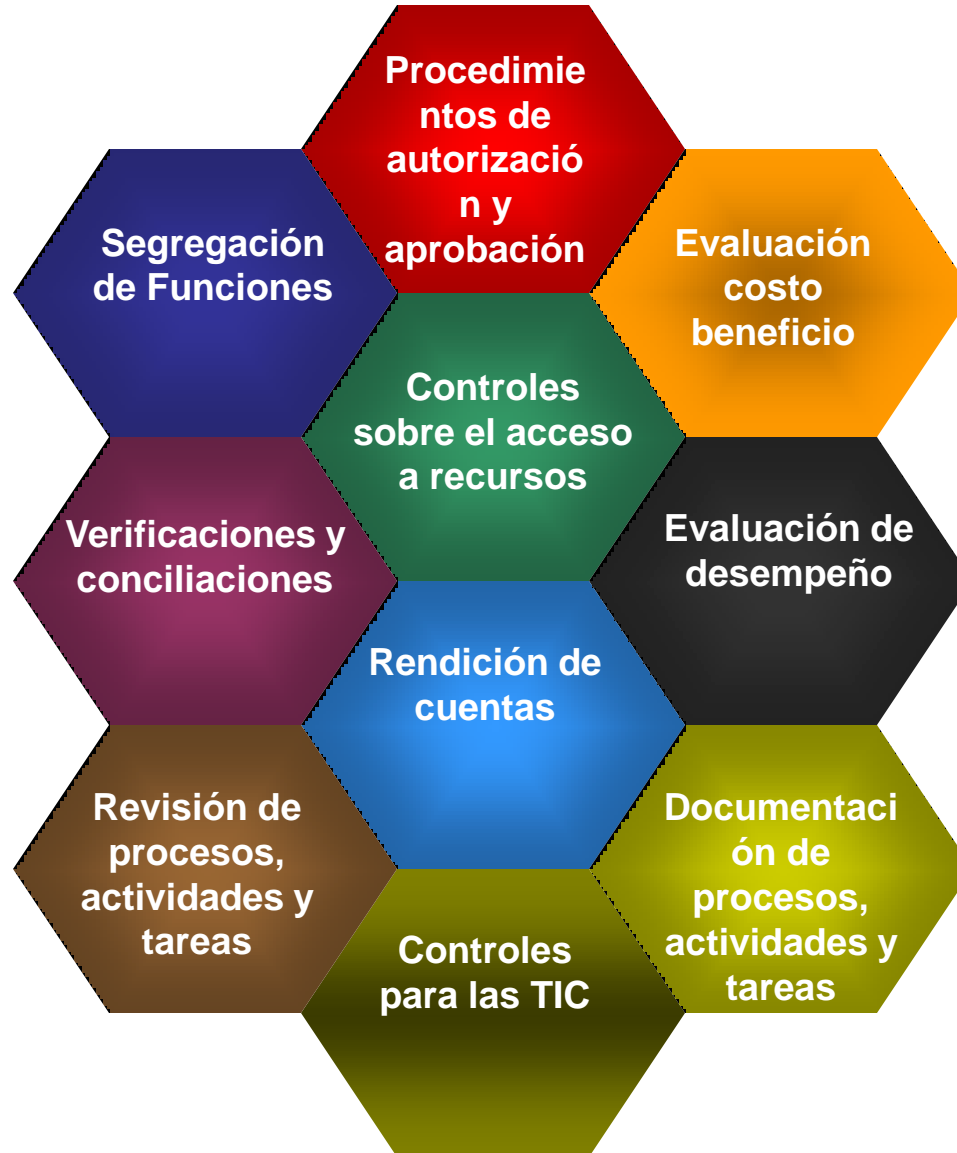 Procedimie
ntos de
autorizació
n y
aprobación
Segregación
de Funciones
Evaluación
costo
beneficio
Controles
sobre el acceso
a recursos
Verificaciones y
conciliaciones
Evaluación de
desempeño
Rendición de
cuentas
Revisión de
procesos,
actividades y
tareas
Documentaci
ón de
procesos,
actividades y
tareas
Controles
para las TIC